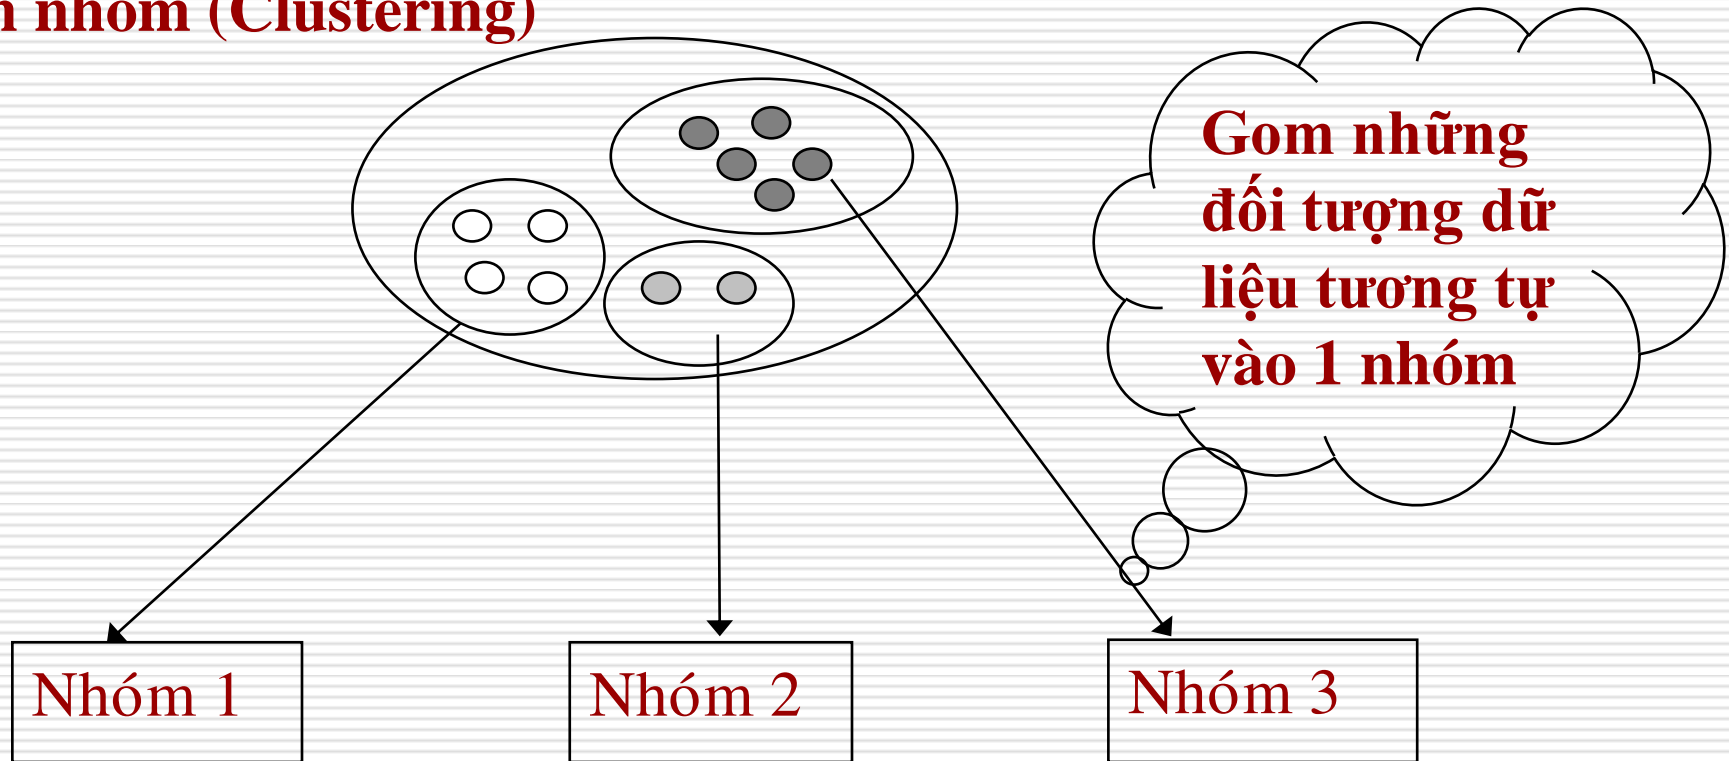 nhóm (Clustering)
Gom những
đối tượng dữ
liệu tương tự
vào 1 nhóm
Nhóm 1
Nhóm 2
Nhóm 3